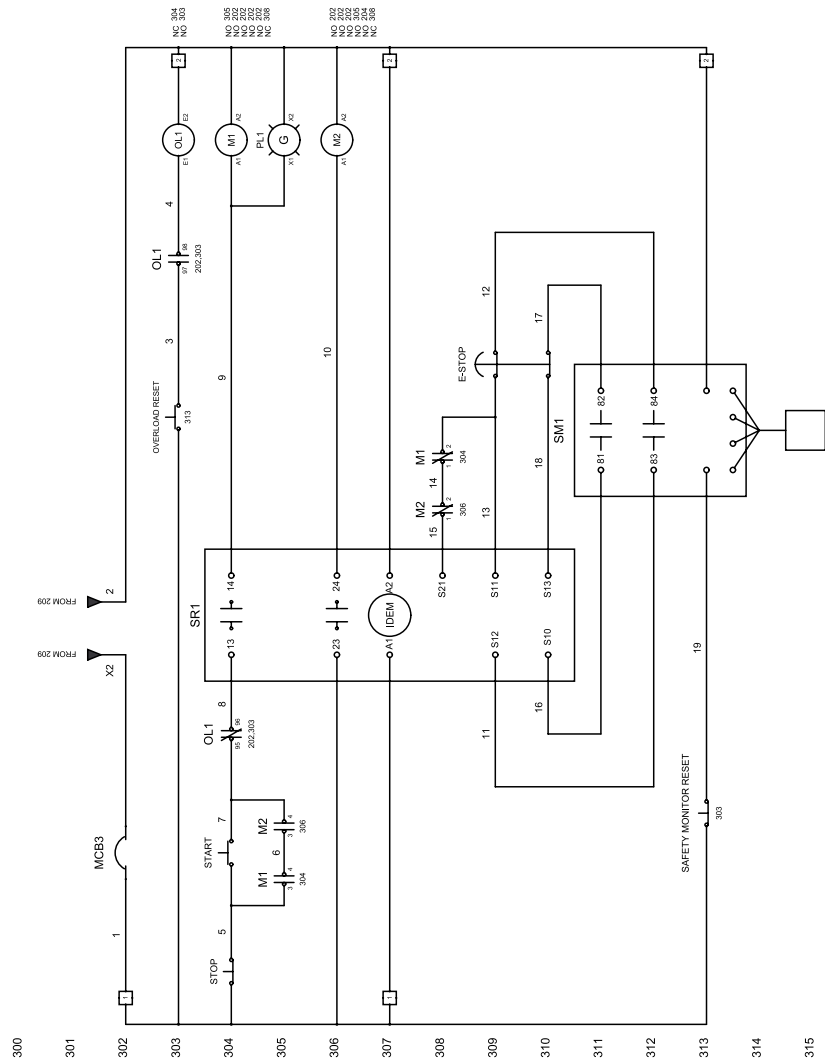 300
301
302
303
304
305
306
307
308
309
310
311
312
313
314
315
FROM 209
X2
FROM 209
2
1
MCB3
1
OVERLOAD RESET
313
3
OL1
97 98
202,303
4
OL1
E1 E2
2
NC 304
NO 303
STOP
5
START
7
M1
3 4
304
6
M2
3 4
306
OL1
95 96
202,303
8
SR1
13 14
9
M1
A1 A2
NO 305
NO 202
NO 202
NO 202
NO 202
NC 308
PL1
G
X1 X2
23 24
10
M2
A1 A2
NO 202
NO 202
NO 202
NO 305
NO 204
NC 308
1
A1 IDEM A2
2
S21
15
M2
1 2
306
14
M1
1 2
304
11
S12 S11
13
E-STOP
12
16
S10 S13
18
17
SM1
81 82
83 84
SAFETY MONITOR RESET
303
19
2